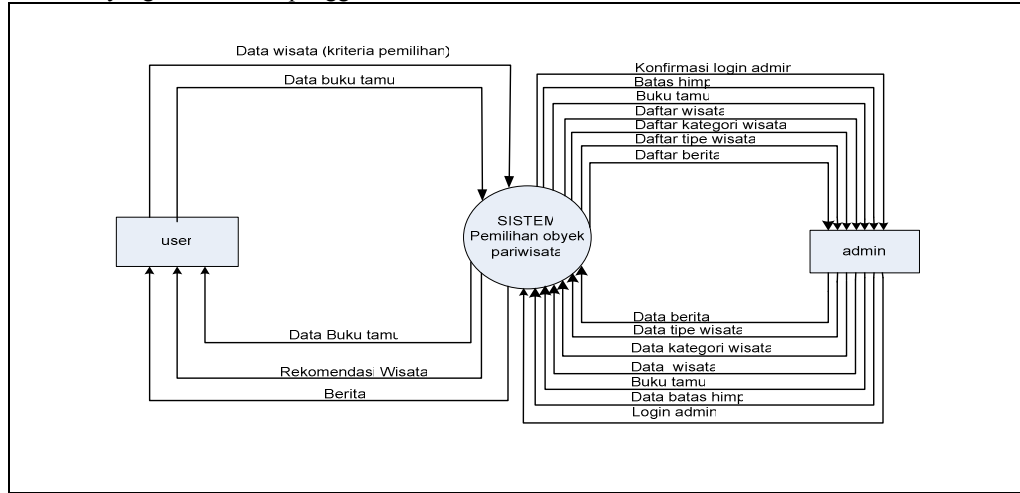 Data wisata (kriteria pemilihan)
Data buku tamu
Konfirmasi login admin
Batas himp
Buku tamu
Daftar wisata
Daftar kategori wisata
Daftar tipe wisata
Daftar berita
user
SISTEM
Pemilihan obyek
pariwisata
admin
Data Buku tamu
Rekomendasi Wisata
Berita
Data berita
Data tipe wisata
Data kategori wisata
Data wisata
Buku tamu
Data batas himp
Login admin